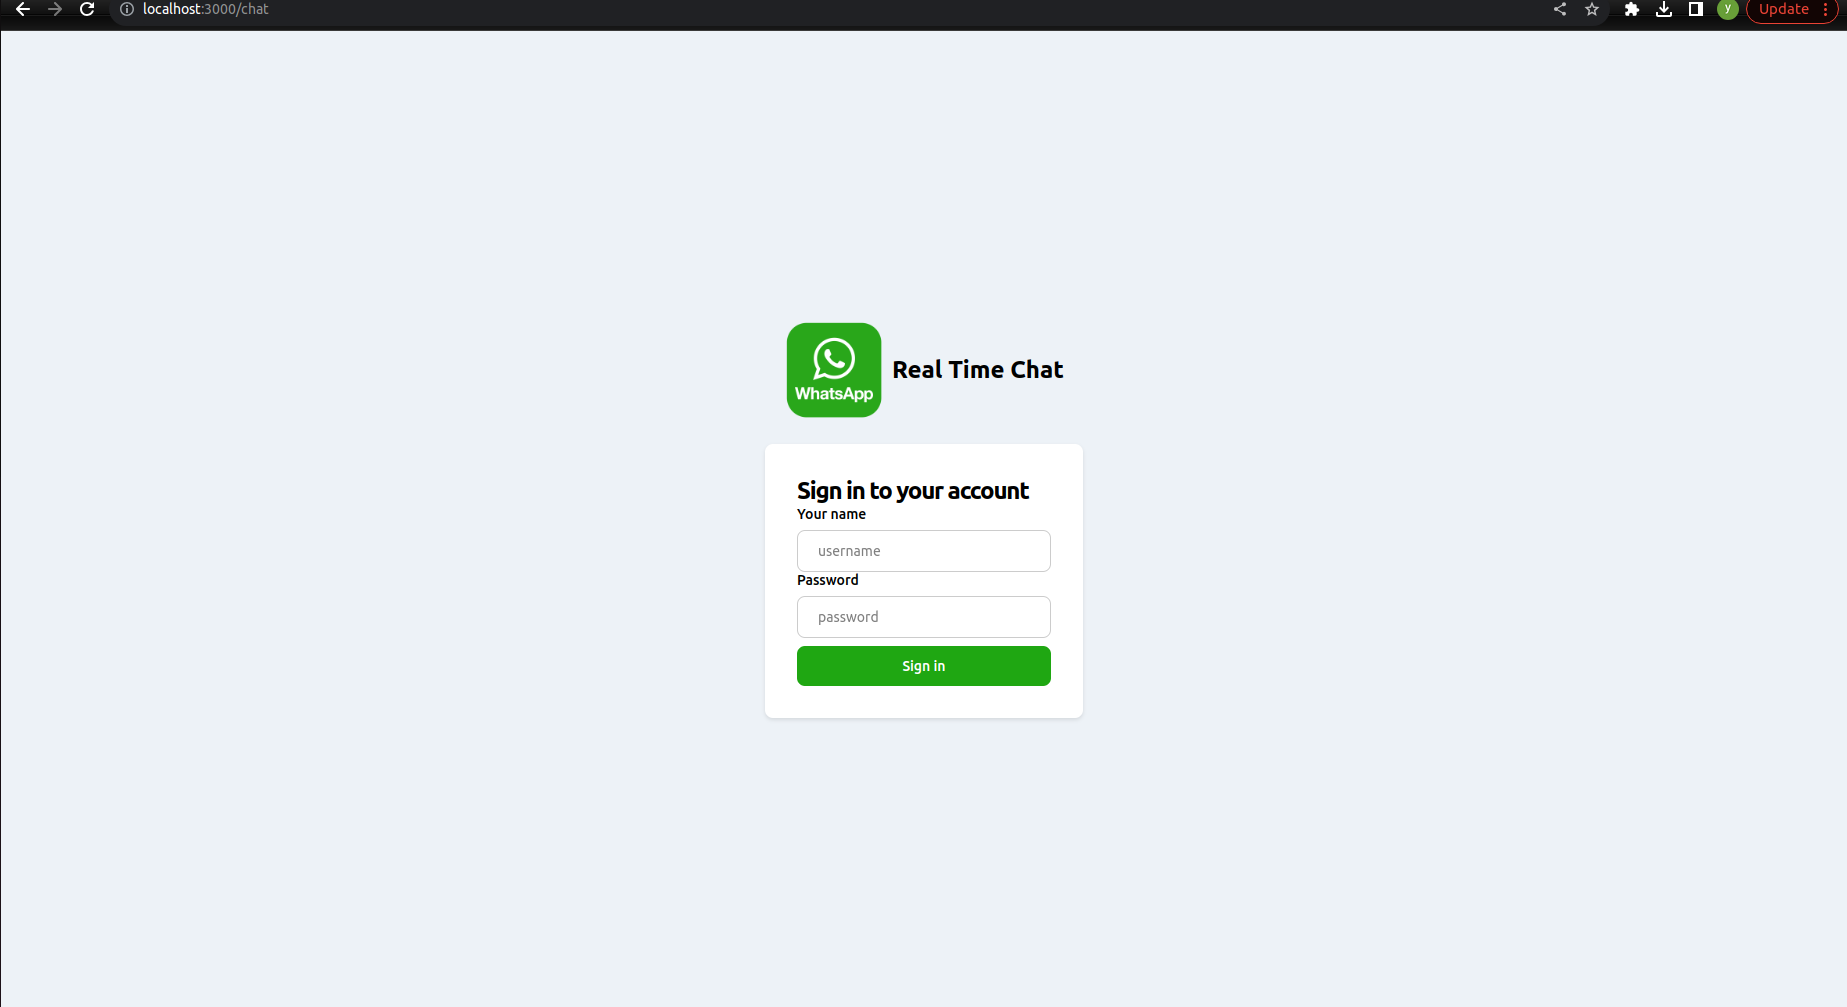 localhost:3000/chat
y
Update
WhatsApp
Real Time Chat
Sign in to your account
Your name
username
Password
password
Sign in